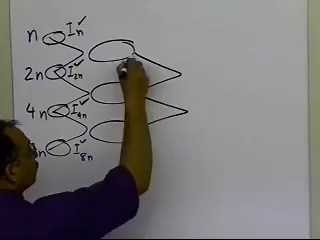 n I_n ✓
2n I_2n ✓
4n I_4n ✓
n I_8n ✓